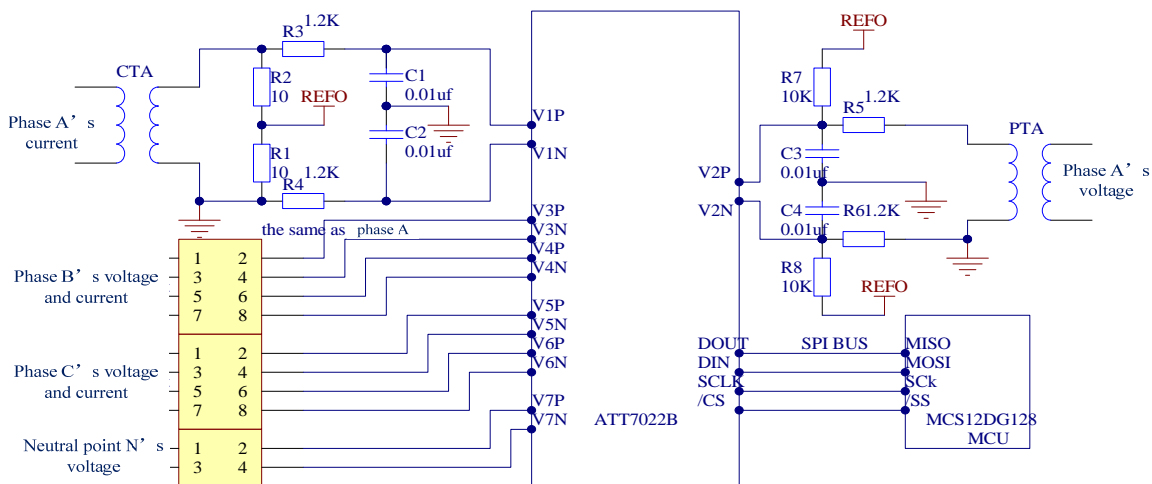 CTA
Phase A's
current
R3
1.2K
R2
10
REFO
R1
10
R4
1.2K
C1
0.01uf
C2
0.01uf
V1P
V1N
V3P
V3N
V4P
V4N
V5P
V5N
V6P
V6N
V7P
V7N
the same as phase A
Phase B's voltage
and current
1 2
3 4
5 6
7 8
Phase C's voltage
and current
1 2
3 4
5 6
7 8
Neutral point N's
voltage
1 2
3 4
ATT7022B
V2P
V2N
DOUT
DIN
SCLK
/CS
SPI BUS
MISO
MOSI
SCk
/SS
MCS12DG128
MCU
REFO
R7
10K
R5
1.2K
C3
0.01uf
C4
0.01uf
R61.2K
R8
10K
REFO
PTA
Phase A's
voltage